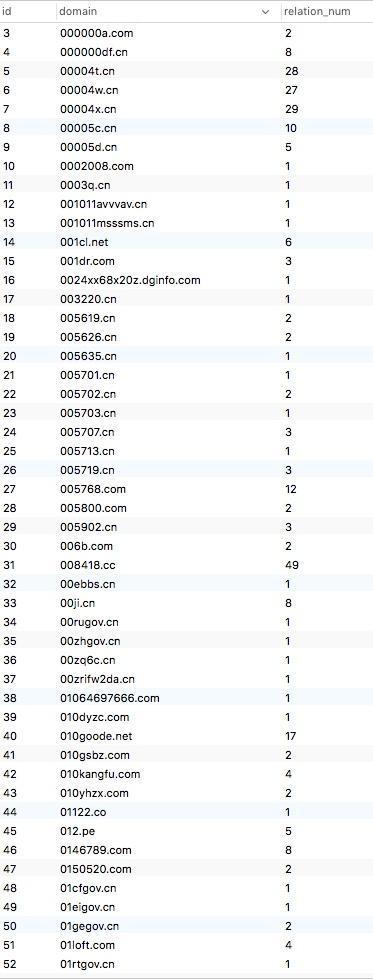 id domain relation_num
3 000000a.com 2
4 000000df.cn 8
5 00004t.cn 28
6 00004w.cn 27
7 00004x.cn 29
8 00005c.cn 10
9 00005d.cn 5
10 0002008.com 1
11 0003q.cn 1
12 001011avvvav.cn 1
13 001011msssms.cn 1
14 001cl.net 6
15 001dr.com 3
16 0024xx68x20z.dginfo.com 1
17 003220.cn 1
18 005619.cn 2
19 005626.cn 2
20 005635.cn 1
21 005701.cn 1
22 005702.cn 2
23 005703.cn 1
24 005707.cn 3
25 005713.cn 1
26 005719.cn 3
27 005768.com 12
28 005800.com 2
29 005902.cn 3
30 006b.com 2
31 008418.cc 49
32 00ebbs.cn 1
33 00ji.cn 8
34 00rugov.cn 1
35 00zhgov.cn 1
36 00zq6c.cn 1
37 00zrifw2da.cn 1
38 01064697666.com 1
39 010dyzc.com 1
40 010goode.net 17
41 010gsbz.com 2
42 010kangfu.com 4
43 010yhzx.com 2
44 01122.co 1
45 012.pe 5
46 0146789.com 8
47 0150520.com 2
48 01cfgov.cn 1
49 01eigov.cn 1
50 01gegov.cn 2
51 01loft.com 4
52 01rtgov.cn 1